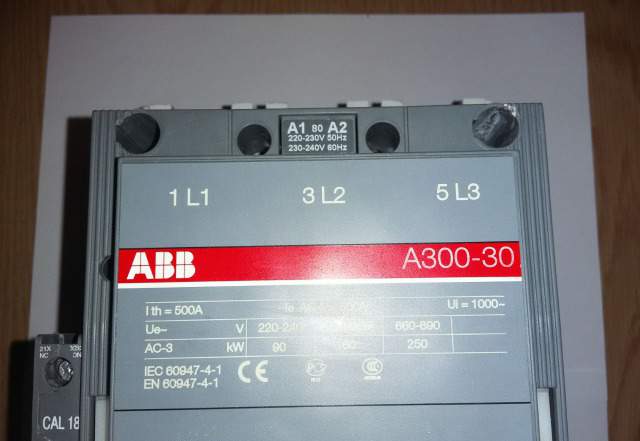 A1 80 A2
220-230V 50Hz
230-240V 60Hz
1 L1 3 L2 5 L3
ABB A300-30
I th = 500A Ui = 1000~
Ue~ V 220-240 660-690
AC-3 kW 90 250
IEC 60947-4-1
EN 60947-4-1
CE
NC
CAL 18